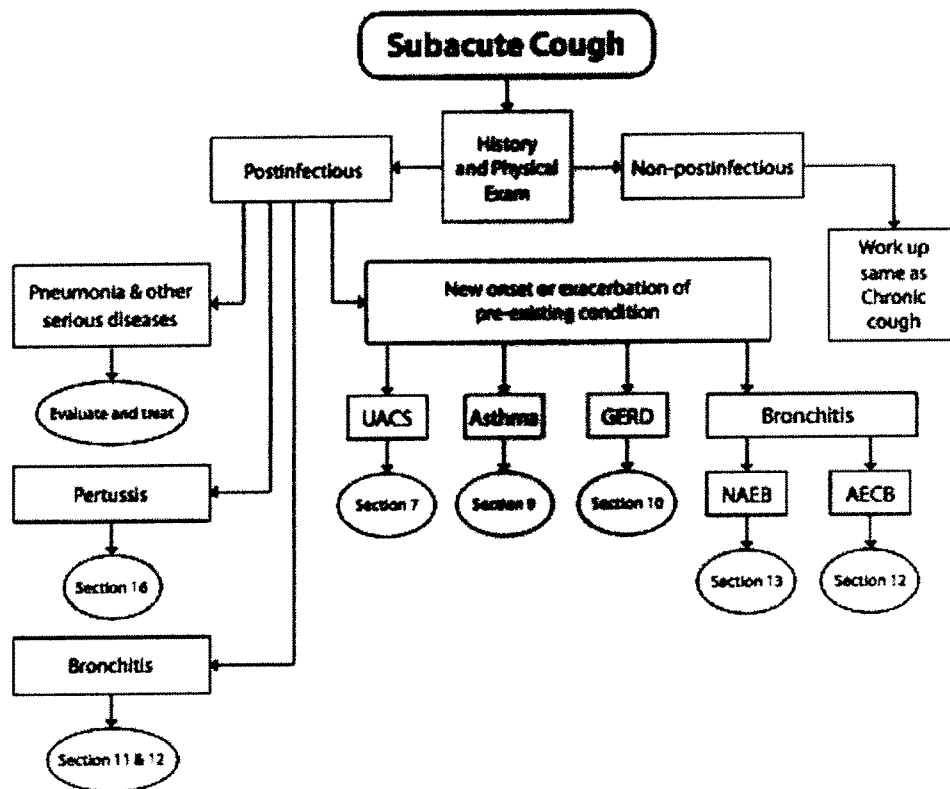 Subacute Cough
History
and Physical
Exam
Postinfectious
Non-postinfectious
Work up
same as
Chronic
cough
Pneumonia & other
serious diseases
New onset or exacerbation of
pre-existing condition
Evaluate and treat
UACS
Asthma
GERD
Bronchitis
Pertussis
Section 7
Section 9
Section 10
NAEB
AECB
Section 16
Section 13
Section 12
Bronchitis
Section 11 & 12